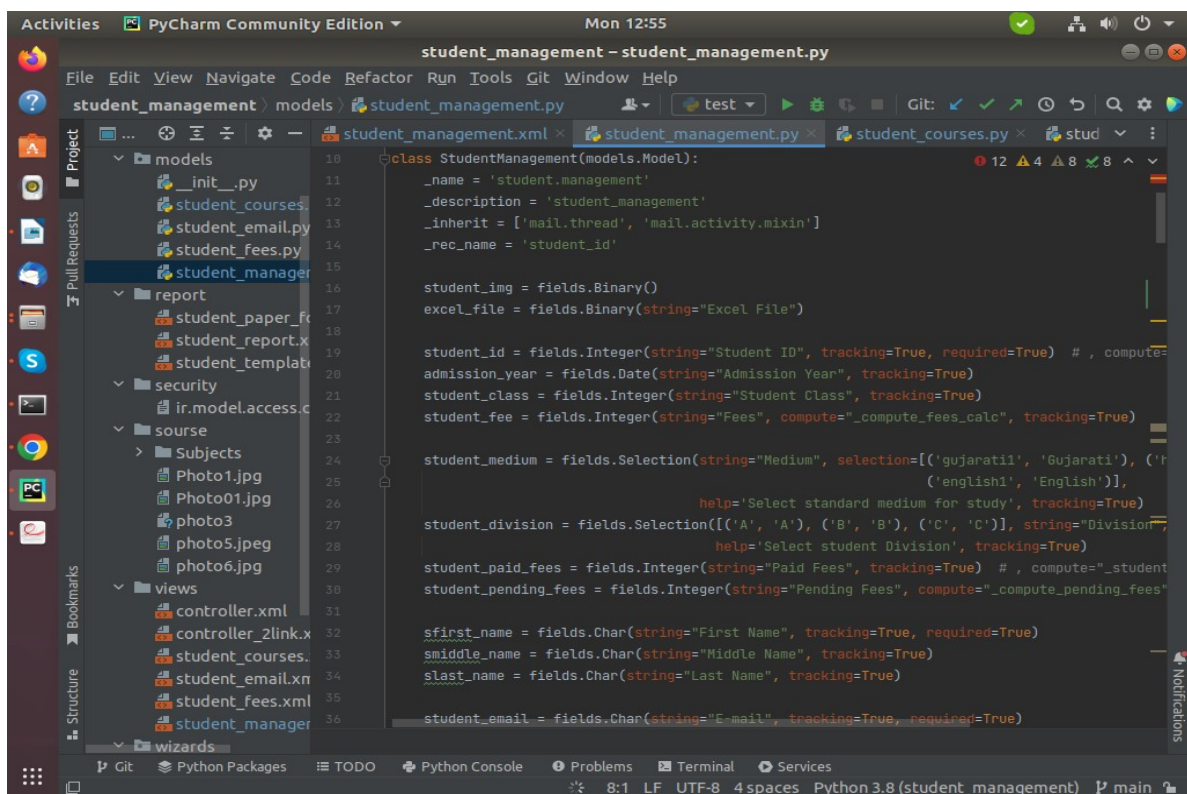 Activities PyCharm Community Edition Mon 12:55
student_management – student_management.py
File Edit View Navigate Code Refactor Run Tools Git Window Help
student_management models student_management.py test Git:
Project ... student_management.xml student_management.py student_courses.py stud
12 4 8 8
models
__init__.py
student_courses.
student_email.py
student_fees.py
student_manager
report
student_paper_fo
student_report.x
student_template
security
ir.model.access.c
sourse
Subjects
Photo1.jpg
Photo01.jpg
photo3
photo5.jpeg
photo6.jpg
views
controller.xml
controller_2link.x
student_courses.
student_email.xm
student_fees.xml
student_manager
wizards
Pull Requests
Bookmarks
Structure
10 class StudentManagement(models.Model):
11 _name = 'student.management'
12 _description = 'student_management'
13 _inherit = ['mail.thread', 'mail.activity.mixin']
14 _rec_name = 'student_id'
15
16 student_img = fields.Binary()
17 excel_file = fields.Binary(string="Excel File")
18
19 student_id = fields.Integer(string="Student ID", tracking=True, required=True) # , compute=
20 admission_year = fields.Date(string="Admission Year", tracking=True)
21 student_class = fields.Integer(string="Student Class", tracking=True)
22 student_fee = fields.Integer(string="Fees", compute="_compute_fees_calc", tracking=True)
23
24 student_medium = fields.Selection(string="Medium", selection=[('gujarati1', 'Gujarati'), ('h
25 ('english1', 'English')],
26 help='Select standard medium for study', tracking=True)
27 student_division = fields.Selection([('A', 'A'), ('B', 'B'), ('C', 'C')], string="Division",
28 help='Select student Division', tracking=True)
29 student_paid_fees = fields.Integer(string="Paid Fees", tracking=True) # , compute="_student
30 student_pending_fees = fields.Integer(string="Pending Fees", compute="_compute_pending_fees"
31
32 sfirst_name = fields.Char(string="First Name", tracking=True, required=True)
33 smiddle_name = fields.Char(string="Middle Name", tracking=True)
34 slast_name = fields.Char(string="Last Name", tracking=True)
35
36 student_email = fields.Char(string="E-mail", tracking=True, required=True)
Notifications
Git Python Packages TODO Python Console Problems Terminal Services
8:1 LF UTF-8 4 spaces Python 3.8 (student_management) main